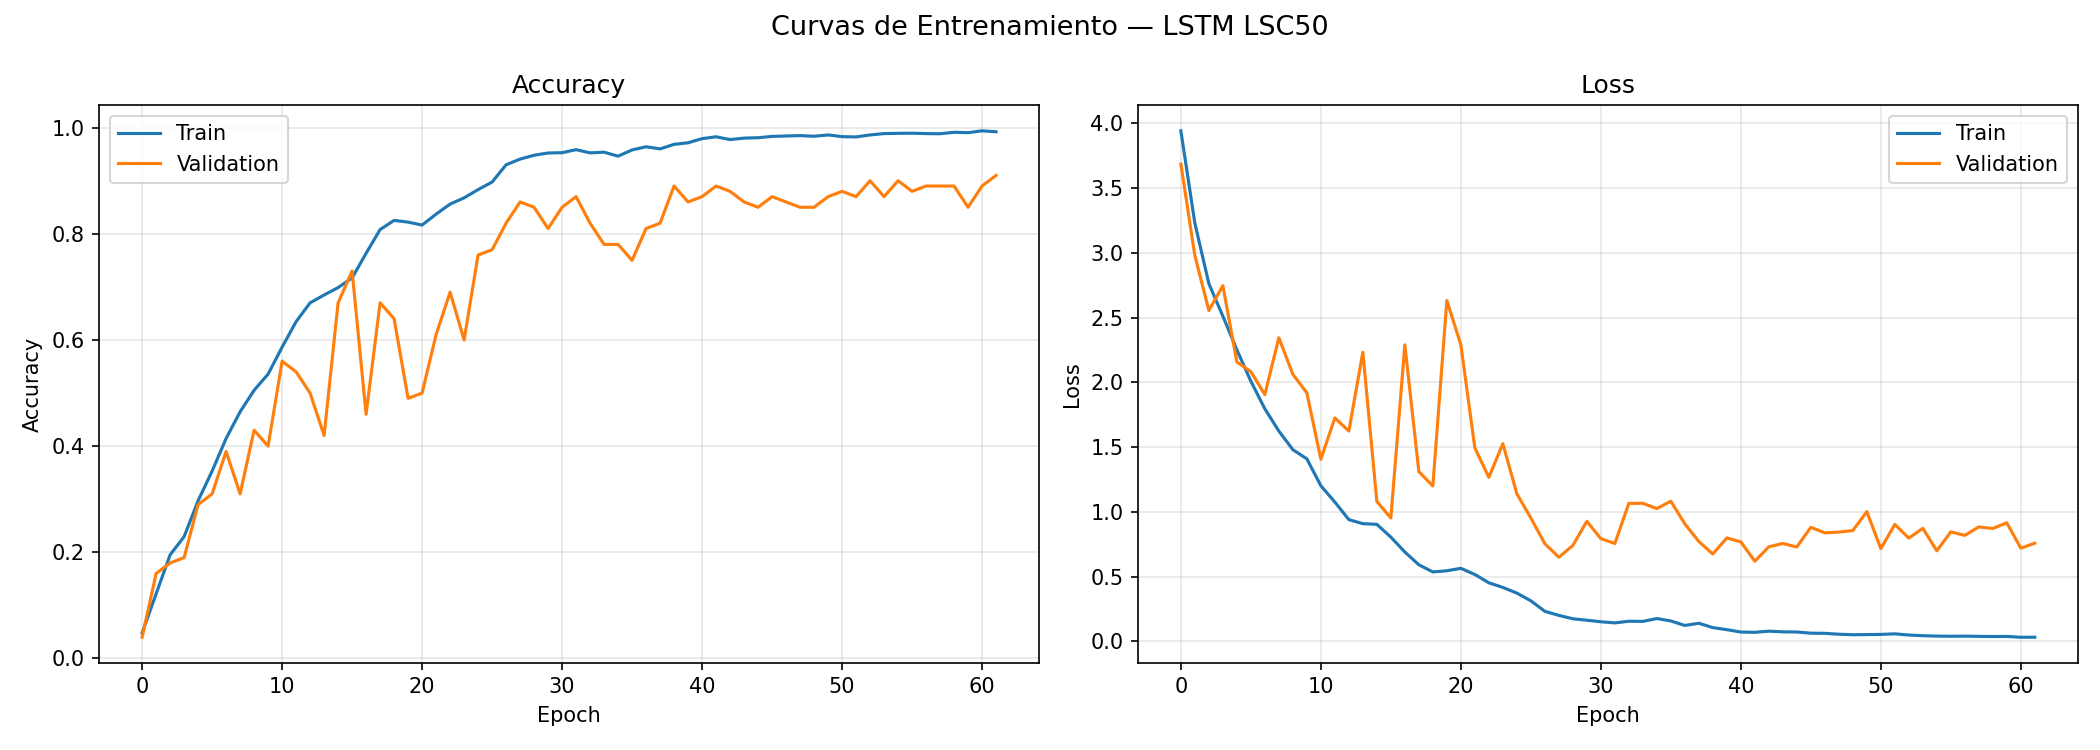 Curvas de Entrenamiento — LSTM LSC50
Accuracy
Train
Validation
1.0
0.8
0.6
0.4
0.2
0.0
Accuracy
0 10 20 30 40 50 60
Epoch
Loss
Train
Validation
4.0
3.5
3.0
2.5
2.0
1.5
1.0
0.5
0.0
Loss
0 10 20 30 40 50 60
Epoch